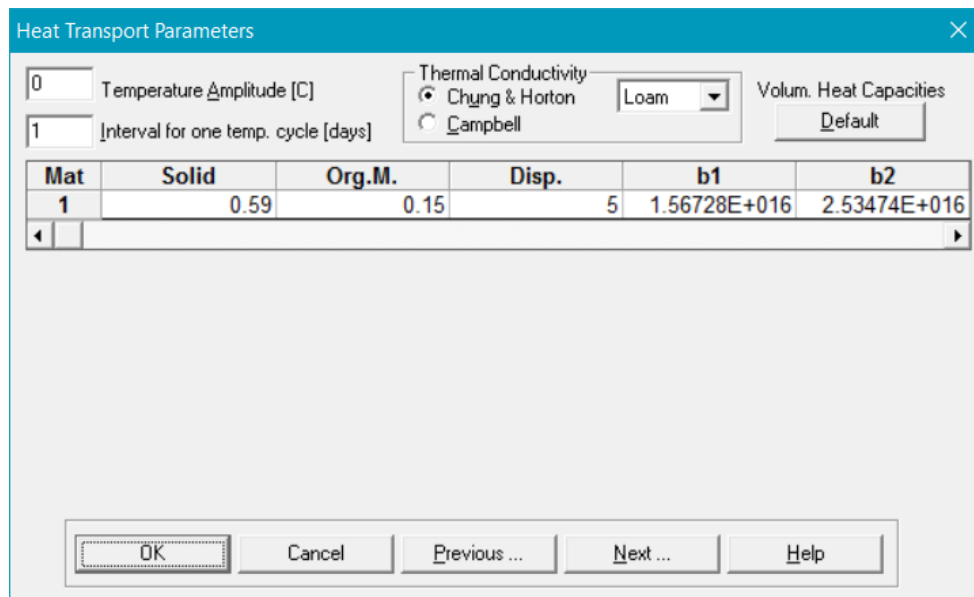 Heat Transport Parameters
0 Temperature Amplitude [C]
1 Interval for one temp. cycle [days]
Thermal Conductivity
Chung & Horton
Campbell
Loam
Volum. Heat Capacities
Default
Mat Solid Org.M. Disp. b1 b2
1 0.59 0.15 5 1.56728E+016 2.53474E+016
OK Cancel Previous ... Next ... Help